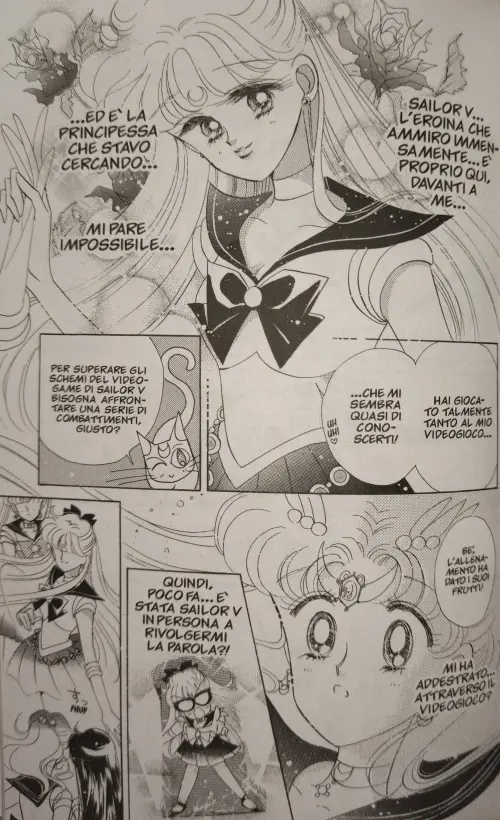 SAILOR V...
L'EROINA CHE
AMMIRO IMMEN-
SAMENTE... E'
PROPRIO QUI,
DAVANTI A
ME...
...ED E' LA
PRINCIPESSA
CHE STAVO
CERCANDO...
MI PARE
IMPOSSIBILE...
HAI GIOCA-
TO TALMENTE
TANTO AL MIO
VIDEOGIOCO...
...CHE MI
SEMBRA
QUASI DI
CONO-
SCERTI!
UH
UH!
PER SUPERARE GLI
SCHEMI DEL VIDEO-
GAME DI SAILOR V
BISOGNA AFFRON-
TARE UNA SERIE DI
COMBATTIMENTI,
GIUSTO?
BE',
L'ALLENA-
MENTO HA
DATO I SUOI
FRUTTI!
MI HA
ADDESTRATO...
ATTRAVERSO IL
VIDEOGIOCO?
QUINDI,
POCO FA... E'
STATA SAILOR V
IN PERSONA A
RIVOLGERMI
LA PAROLA?!
FIUP